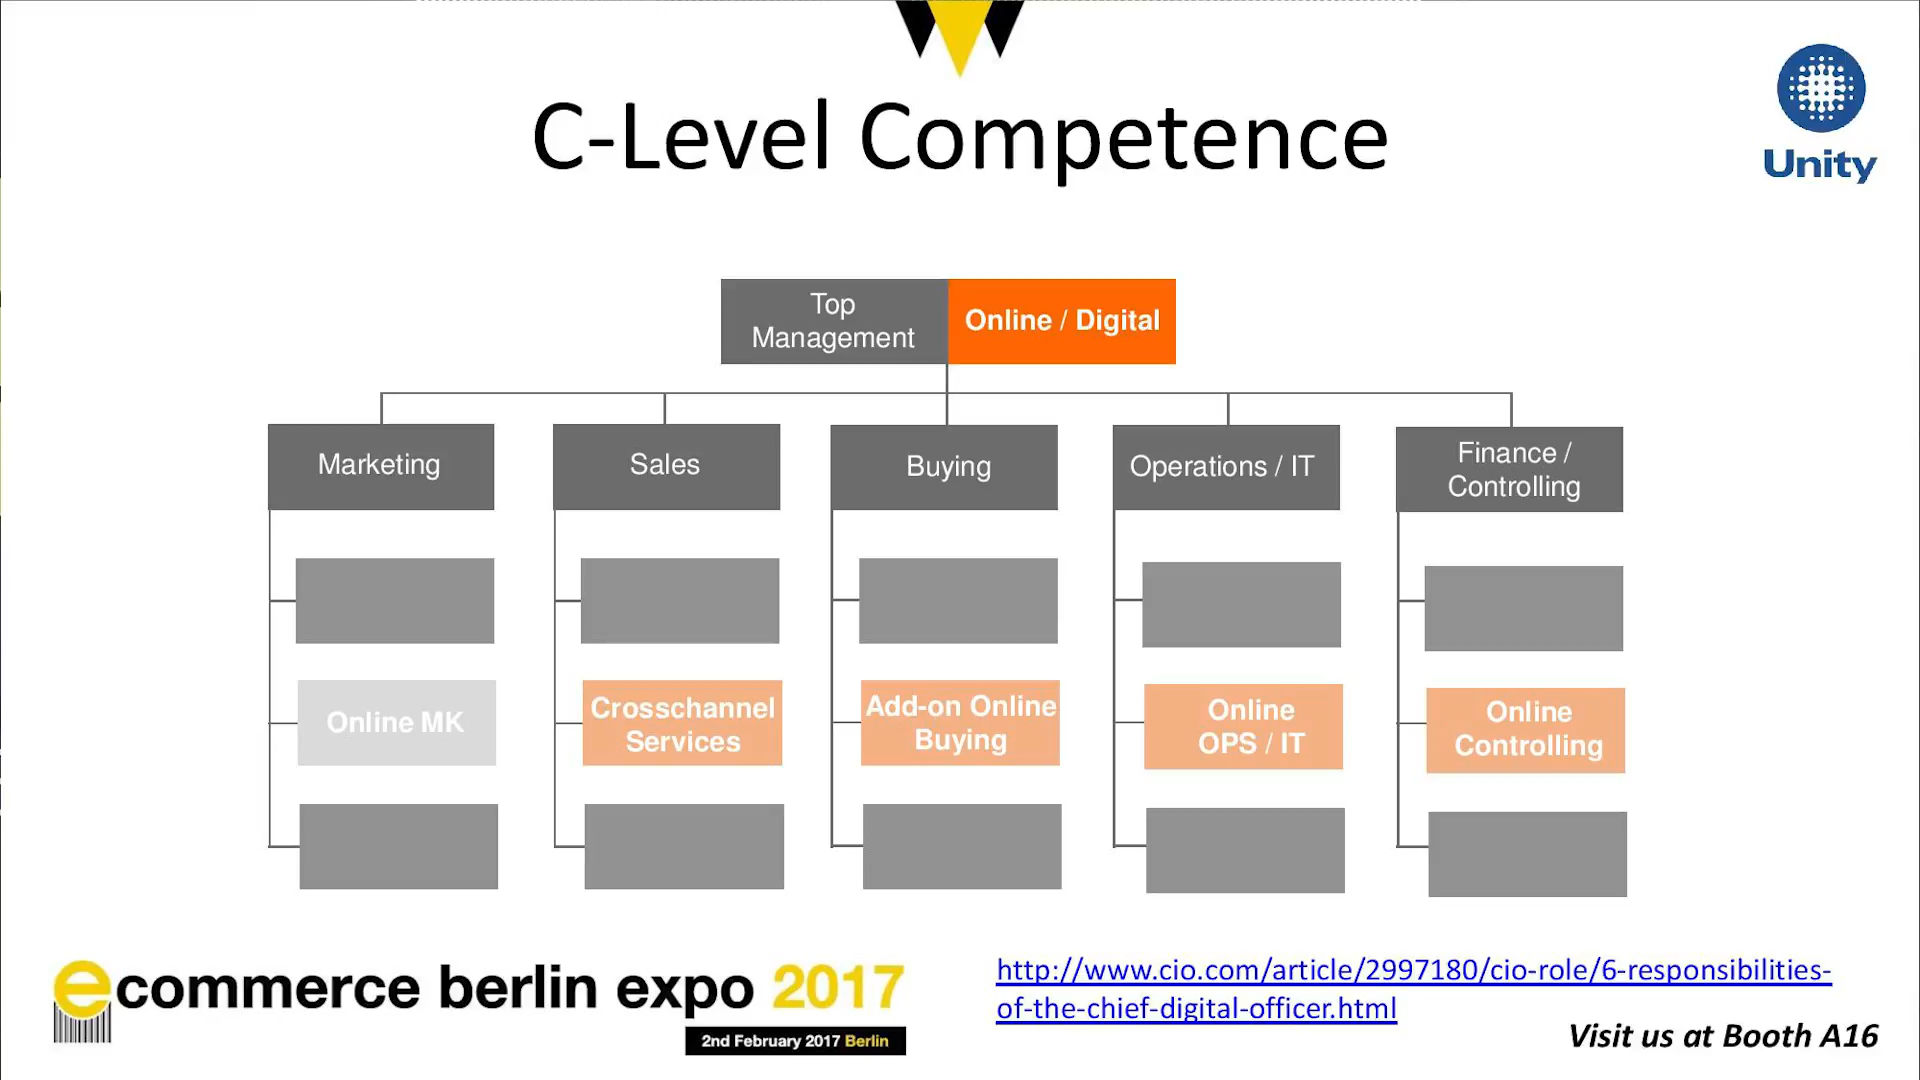 C-Level Competence
Unity
Top
Management
Online / Digital
Marketing
Sales
Buying
Operations / IT
Finance /
Controlling
Online MK
Crosschannel
Services
Add-on Online
Buying
Online
OPS / IT
Online
Controlling
ecommerce berlin expo 2017
2nd February 2017 Berlin
http://www.cio.com/article/2997180/cio-role/6-responsibilities-
of-the-chief-digital-officer.html
Visit us at Booth A16